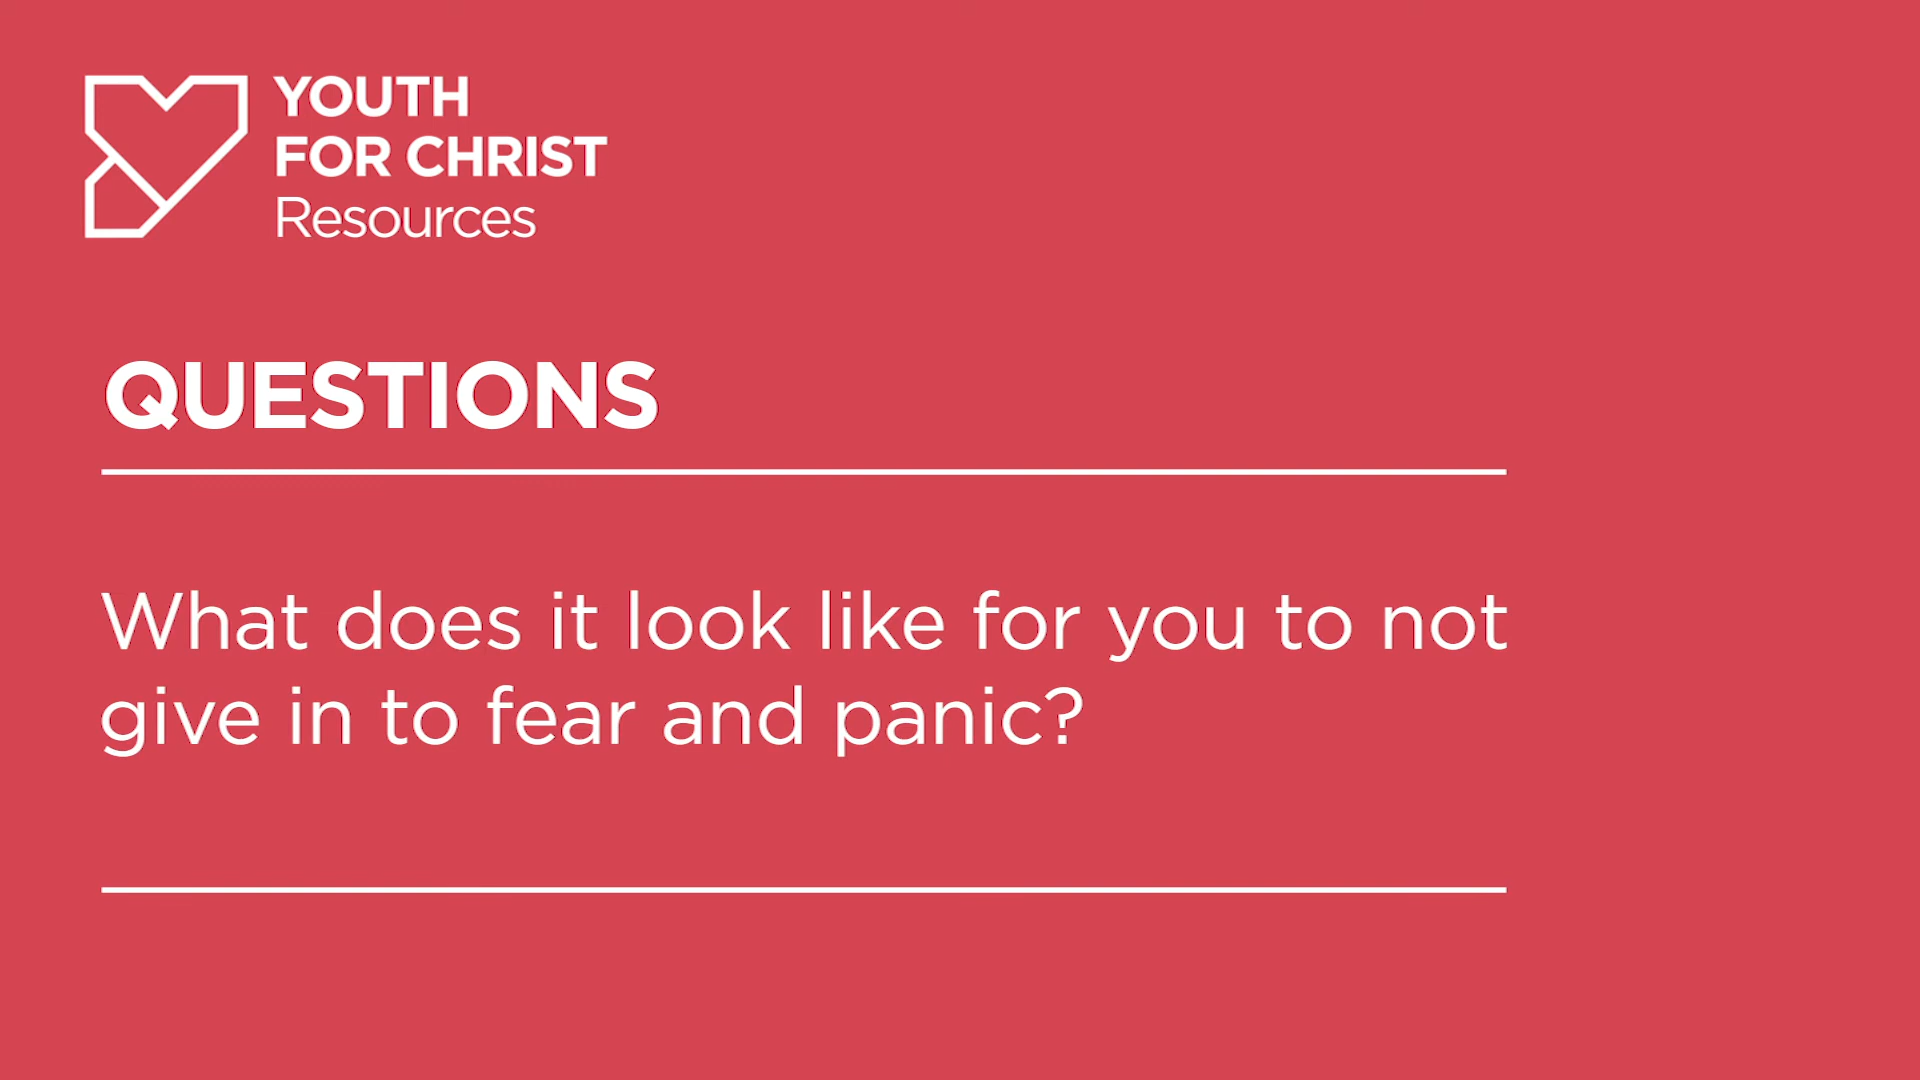 YOUTH
FOR CHRIST
Resources
QUESTIONS
What does it look like for you to not
give in to fear and panic?